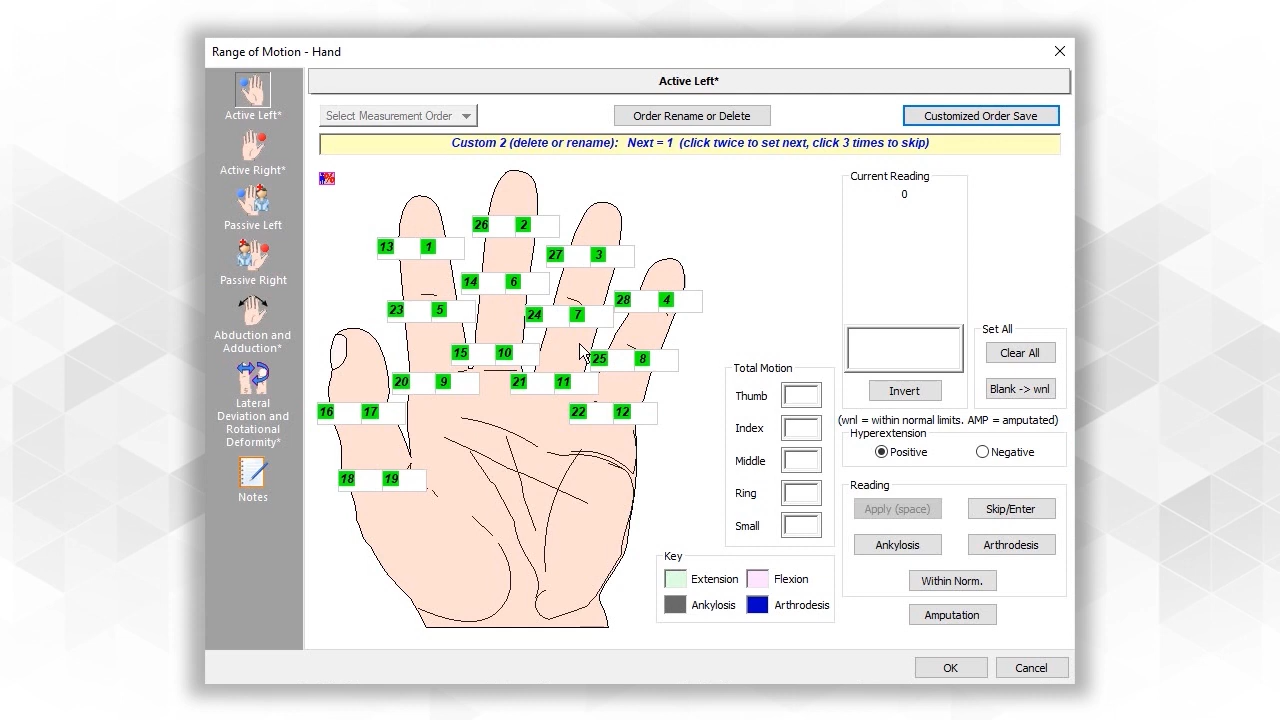 Range of Motion - Hand
Active Left*
Active Left*
Active Right*
Passive Left
Passive Right
Abduction and
Adduction*
Lateral
Deviation and
Rotational
Deformity*
Notes
Select Measurement Order
Order Rename or Delete
Customized Order Save
Custom 2 (delete or rename): Next = 1 (click twice to set next, click 3 times to skip)
26 2
13 1
27 3
14 6
28 4
23 5
24 7
15 10
25 8
20 9
21 11
16 17
22 12
18 19
Total Motion
Thumb
Index
Middle
Ring
Small
Key
Extension
Flexion
Ankylosis
Arthrodesis
Current Reading
0
Invert
Set All
Clear All
Blank -> wnl
(wnl = within normal limits. AMP = amputated)
Hyperextension
Positive
Negative
Reading
Apply (space)
Skip/Enter
Ankylosis
Arthrodesis
Within Norm.
Amputation
OK
Cancel